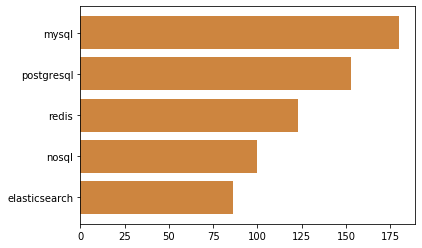 mysql
postgresql
redis
nosql
elasticsearch
0 25 50 75 100 125 150 175